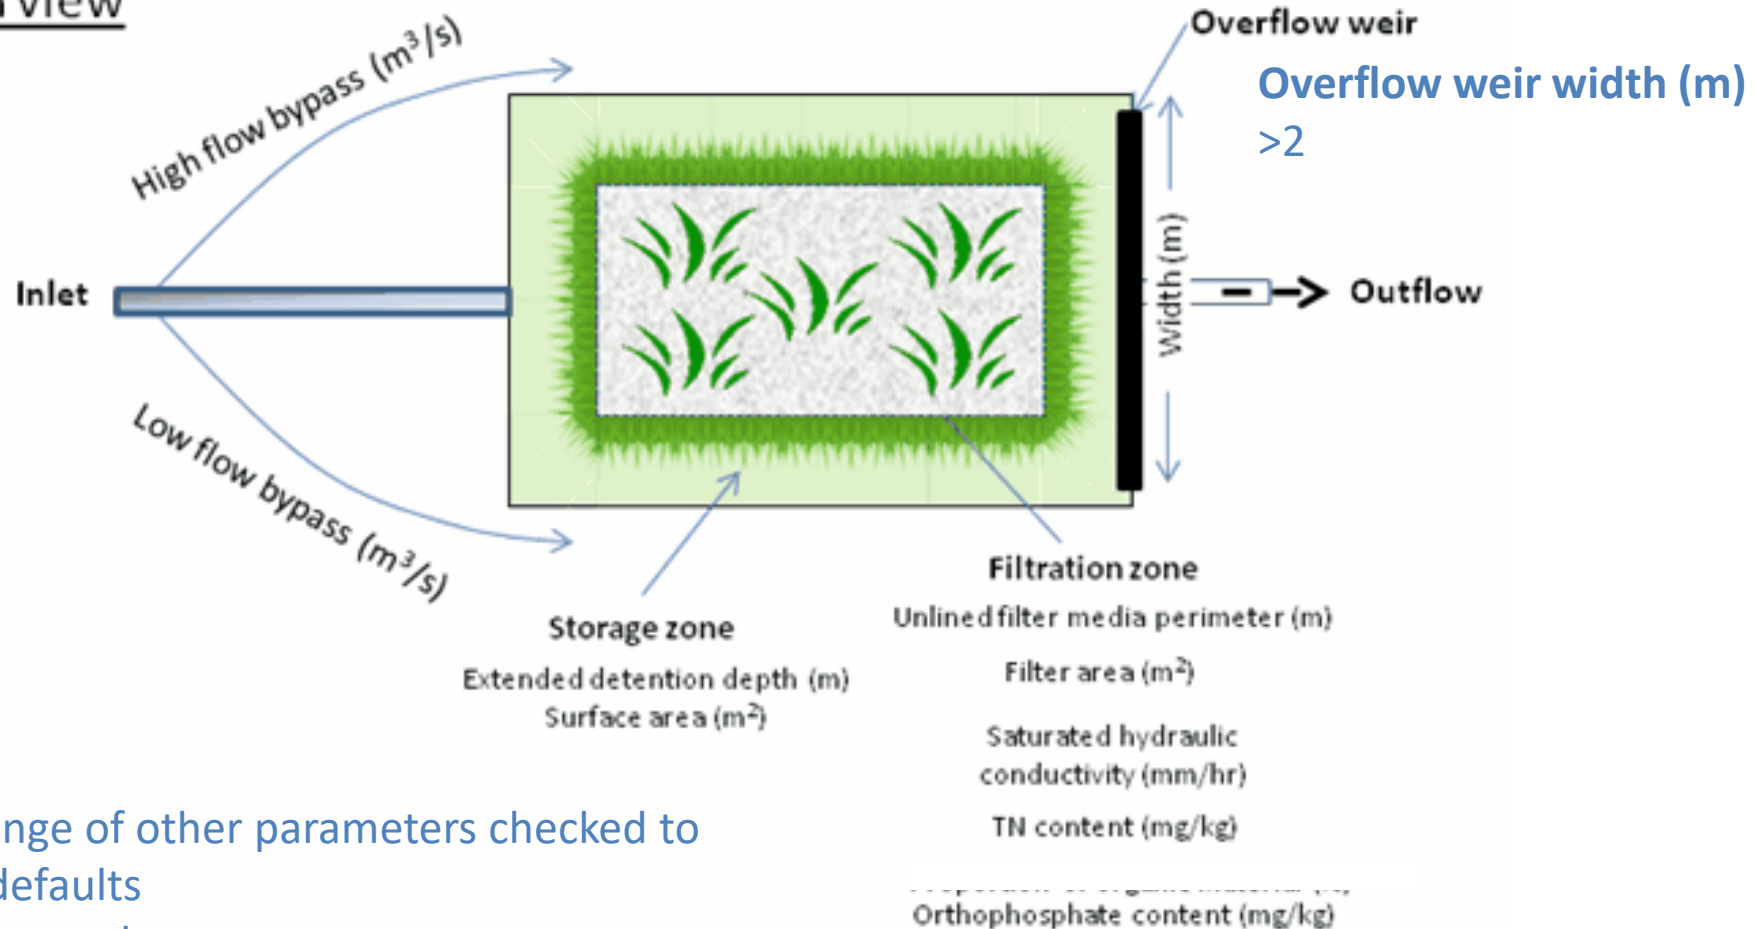 view
High flow bypass (m³/s)
Overflow weir
Overflow weir width (m)
>2
Inlet
Width (m)
Outflow
Low flow bypass (m³/s)
Storage zone
Extended detention depth (m)
Surface area (m²)
Filtration zone
Unlined filter media perimeter (m)
Filter area (m²)
Saturated hydraulic
conductivity (mm/hr)
TN content (mg/kg)
Orthophosphate content (mg/kg)
nge of other parameters checked to
defaults